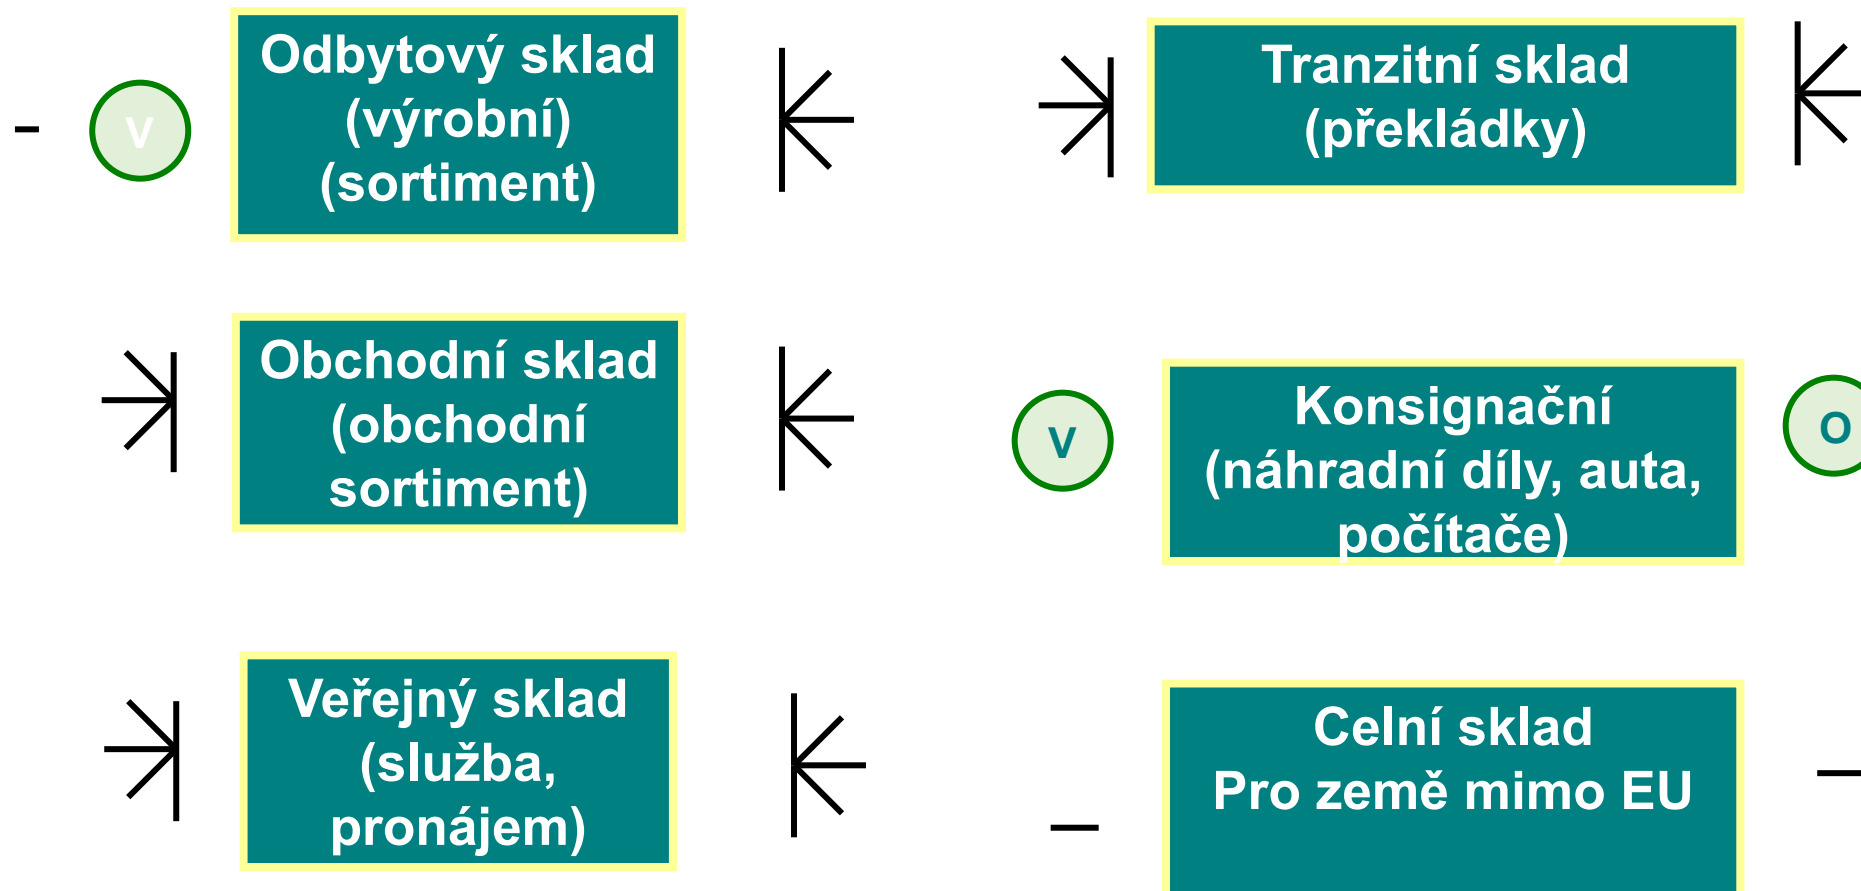 V
Odbytový sklad
(výrobní)
(sortiment)
Tranzitní sklad
(překládky)
Obchodní sklad
(obchodní
sortiment)
V
Konsignační
(náhradní díly, auta,
počítače)
O
Veřejný sklad
(služba,
pronájem)
Celní sklad
Pro země mimo EU